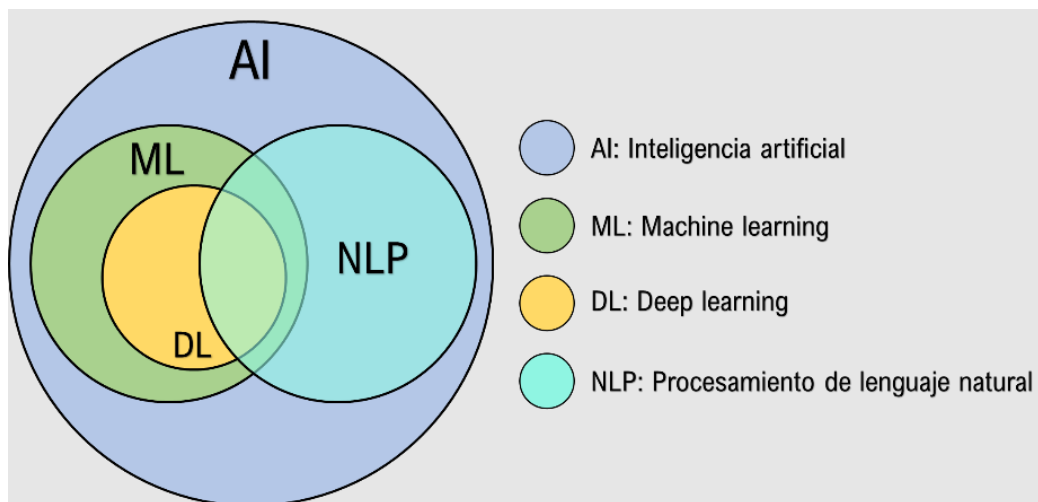 AI
ML
NLP
DL
AI: Inteligencia artificial
ML: Machine learning
DL: Deep learning
NLP: Procesamiento de lenguaje natural